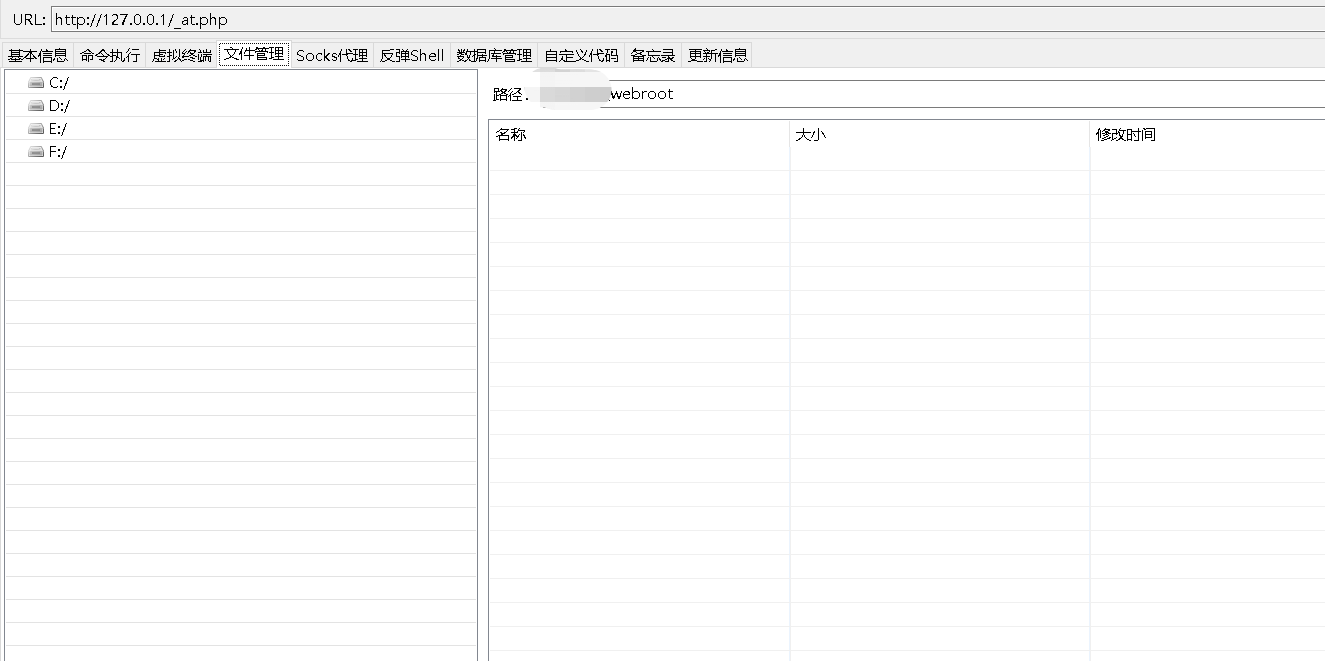 URL: http://127.0.0.1/_at.php
基本信息 命令执行 虚拟终端 文件管理 Socks代理 反弹Shell 数据库管理 自定义代码 备忘录 更新信息
C:/
D:/
E:/
F:/
路径: webroot
名称 大小 修改时间